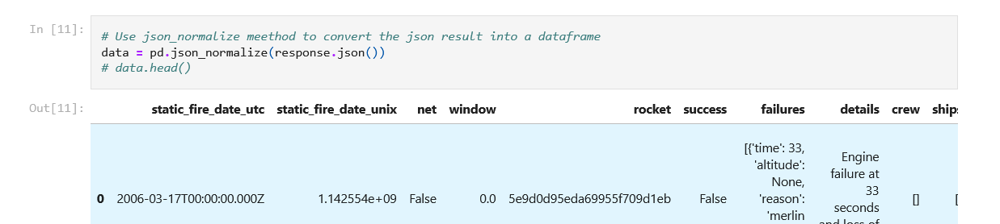 In [11]:
# Use json_normalize meethod to convert the json result into a dataframe
data = pd.json_normalize(response.json())
# data.head()
Out[11]:
static_fire_date_utc static_fire_date_unix net window rocket success failures details crew ships
[{'time': 33,
'altitude':
None,
'reason':
'merlin
Engine
failure at
33
seconds
and loss of
0 2006-03-17T00:00:00.000Z 1.142554e+09 False 0.0 5e9d0d95eda69955f709d1eb False [] [